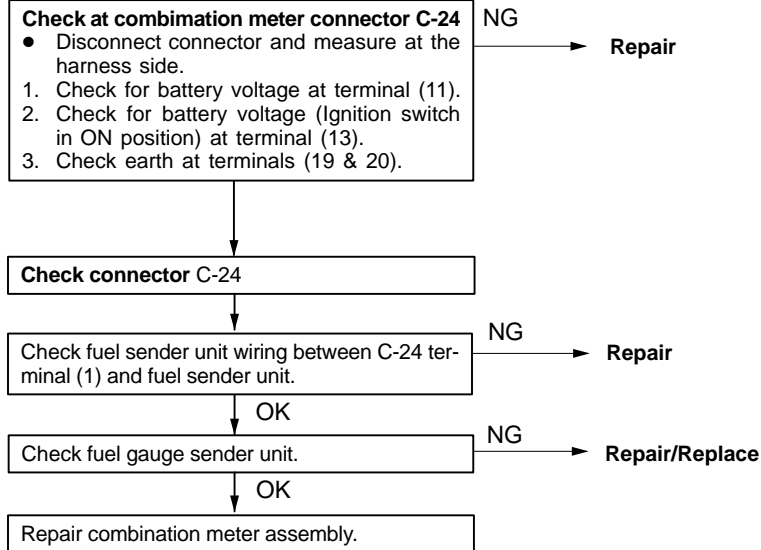 Check at combimation meter connector C-24
NG
● Disconnect connector and measure at the
harness side.
Repair
1. Check for battery voltage at terminal (11).
2. Check for battery voltage (Ignition switch
in ON position) at terminal (13).
3. Check earth at terminals (19 & 20).
Check connector C-24
Check fuel sender unit wiring between C-24 ter-
minal (1) and fuel sender unit.
NG
Repair
OK
Check fuel gauge sender unit.
NG
Repair/Replace
OK
Repair combination meter assembly.